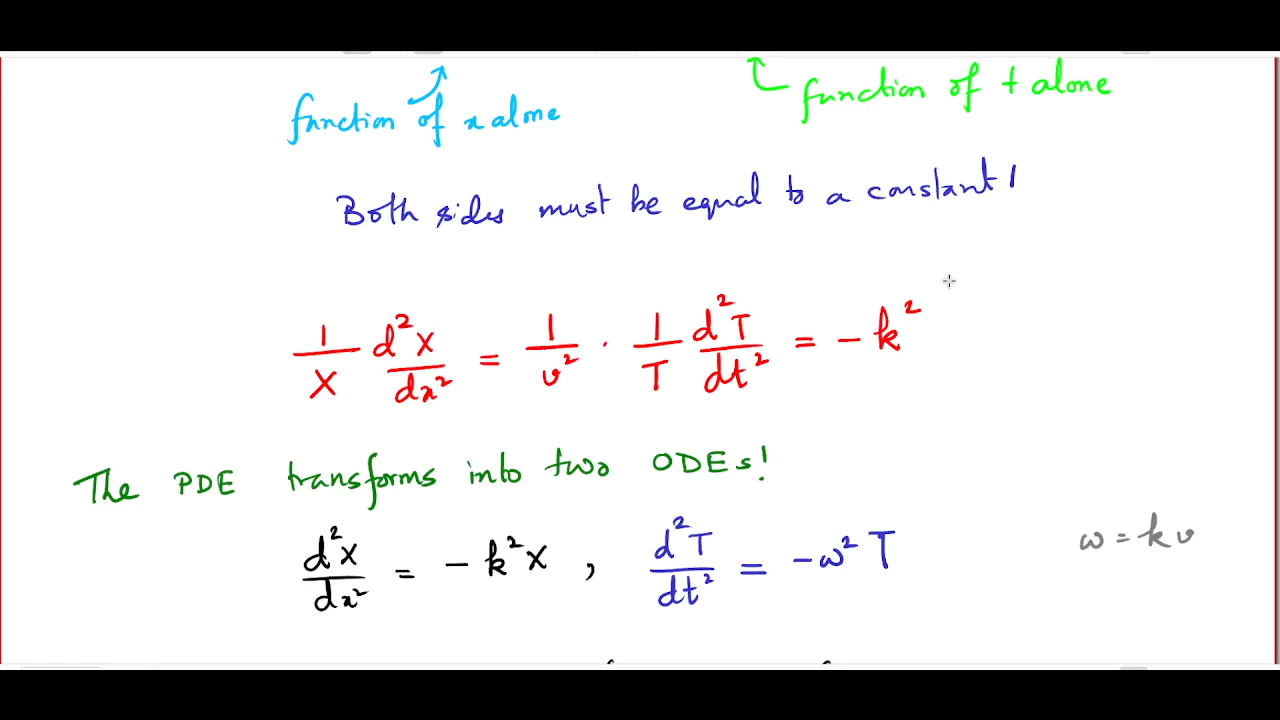 function of x alone
function of t alone
Both sides must be equal to a constant!
1/X d²X/dx² = 1/v² · 1/T d²T/dt² = -k²
The PDE transforms into two ODEs!
d²X/dx² = -k²X , d²T/dt² = -ω²T
ω = kv